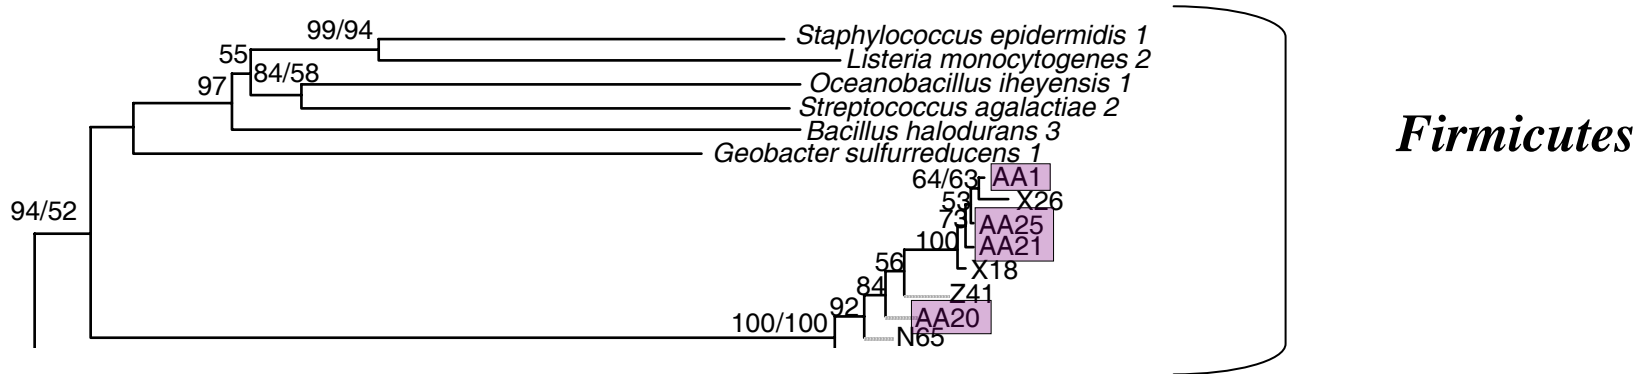 99/94
Staphylococcus epidermidis 1
55
Listeria monocytogenes 2
84/58
97
Oceanobacillus iheyensis 1
Streptococcus agalactiae 2
Bacillus halodurans 3
Firmicutes
Geobacter sulfurreducens 1
64/63
AA1
53
X26
94/52
73
AA25
100
AA21
56
X18
84
Z41
92
AA20
100/100
N65